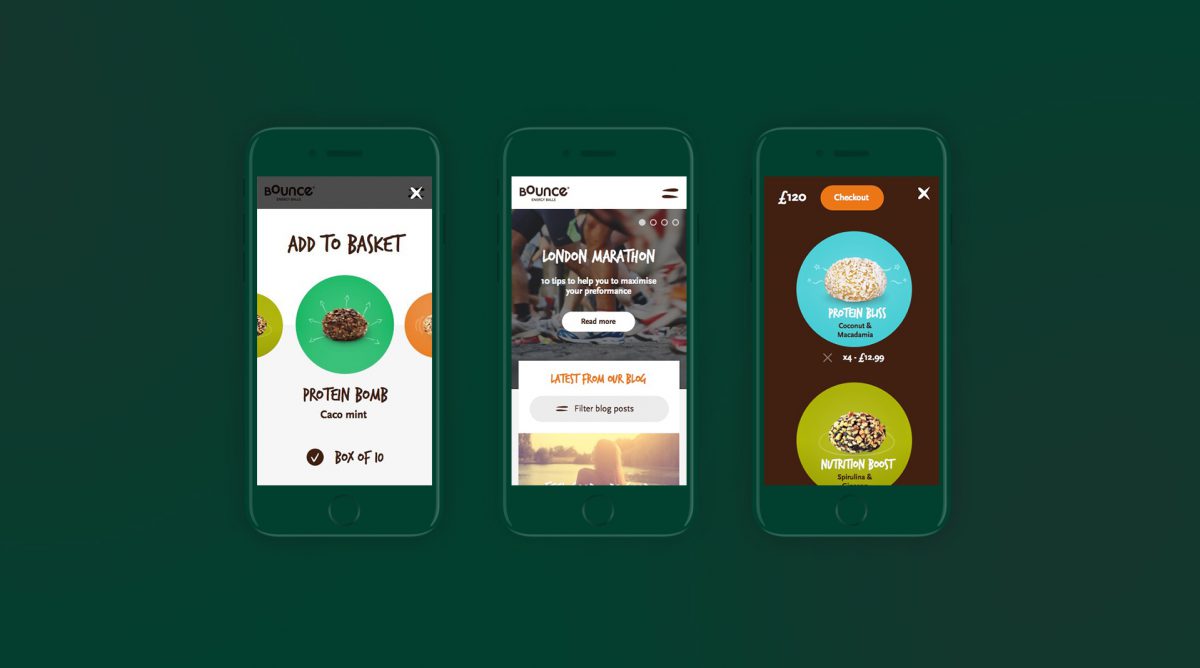 BOUNCE
ENERGY BALLS
ADD TO BASKET
PROTEIN BOMB
Caco mint
BOX OF 10
BOUNCE
ENERGY BALLS
LONDON MARATHON
10 tips to help you to maximise
your preformance
Read more
LATEST FROM OUR BLOG
Filter blog posts
£120
Checkout
PROTEIN BLISS
Coconut &
Macadamia
x4 - £12.99
NUTRITION BOOST
Spirulina &